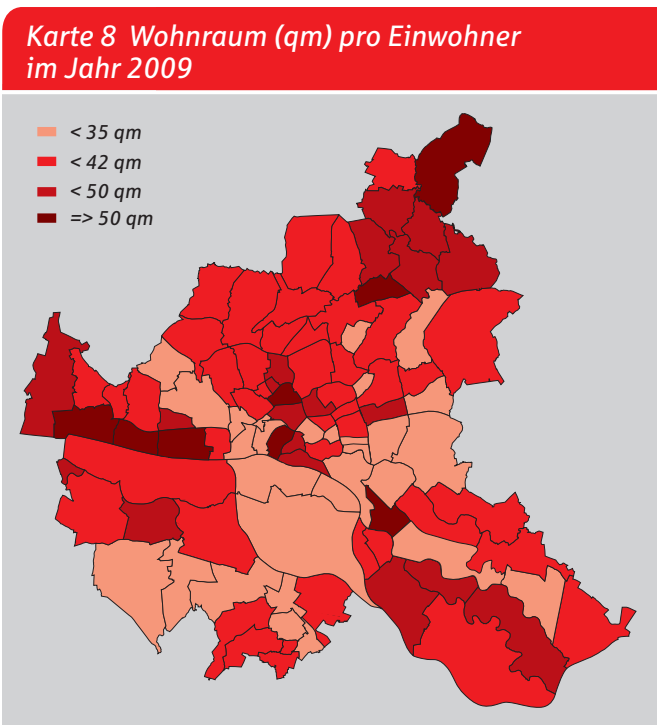 Karte 8 Wohnraum (qm) pro Einwohner
im Jahr 2009
< 35 qm
< 42 qm
< 50 qm
=> 50 qm